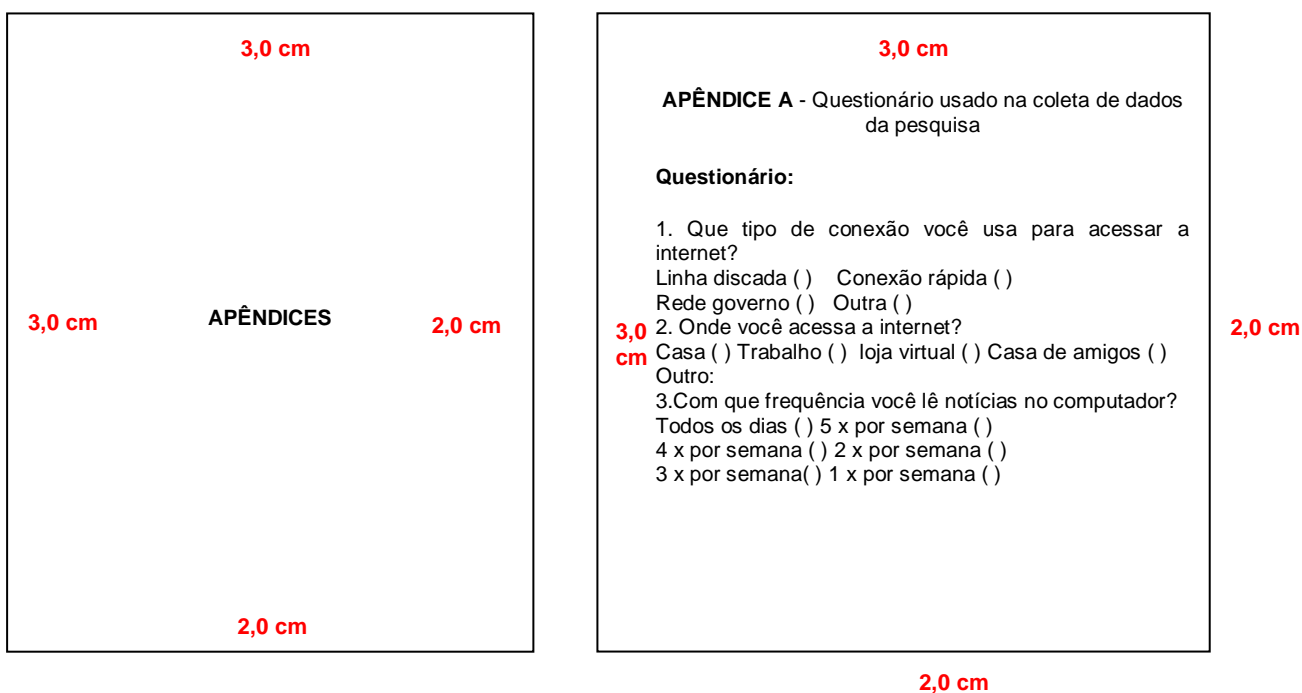 3,0 cm
3,0 cm
APÊNDICES
2,0 cm
2,0 cm
3,0 cm
APÊNDICE A - Questionário usado na coleta de dados
da pesquisa
Questionário:
1. Que tipo de conexão você usa para acessar a
internet?
Linha discada ( ) Conexão rápida ( )
Rede governo ( ) Outra ( )
3,0
cm
2. Onde você acessa a internet?
Casa ( ) Trabalho ( ) loja virtual ( ) Casa de amigos ( )
Outro:
3.Com que frequência você lê notícias no computador?
Todos os dias ( ) 5 x por semana ( )
4 x por semana ( ) 2 x por semana ( )
3 x por semana( ) 1 x por semana ( )
2,0 cm
2,0 cm